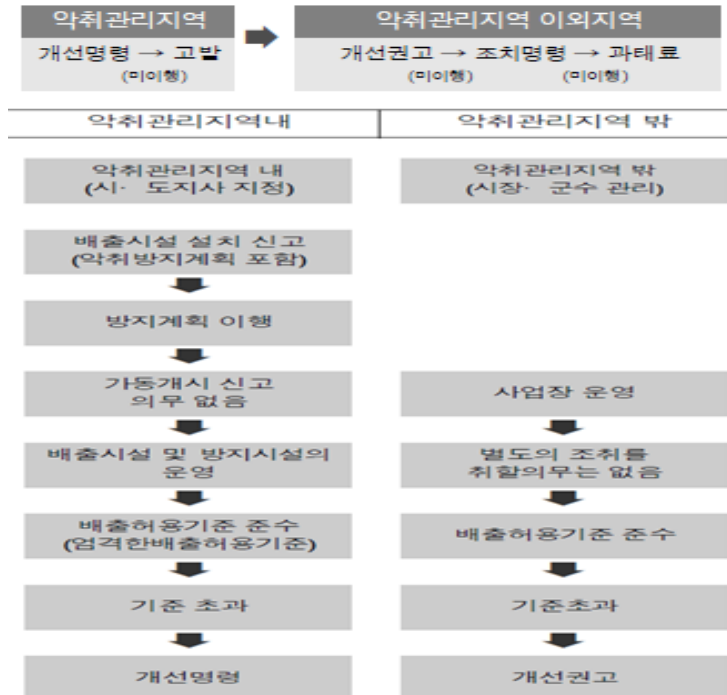 악취관리지역
개선명령 → 고발
(미이행)
악취관리지역 이외지역
개선권고 → 조치명령 → 과태료
(미이행) (미이행)
악취관리지역내
악취관리지역 밖
악취관리지역 내
(시· 도지사 지정)
악취관리지역 밖
(시장· 군수 관리)
배출시설 설치 신고
(악취방지계획 포함)
방지계획 이행
가동개시 신고
의무 없음
사업장 운영
배출시설 및 방지시설의
운영
별도의 조취를
취할의무는 없음
배출허용기준 준수
(엄격한배출허용기준)
배출허용기준 준수
기준 초과
기준초과
개선명령
개선권고